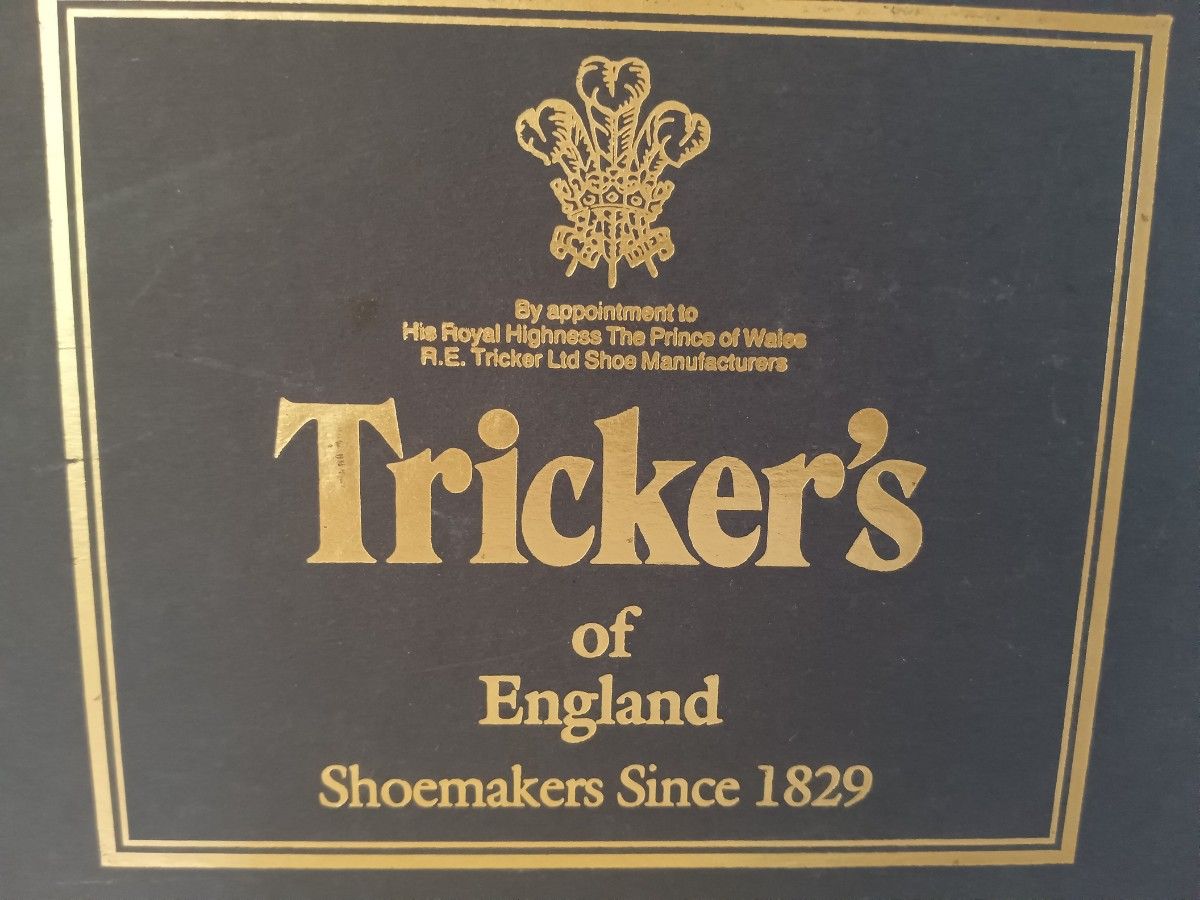 By appointment to
His Royal Highness The Prince of Wales
R.E. Tricker Ltd Shoe Manufacturers
Tricker's
of
England
Shoemakers Since 1829